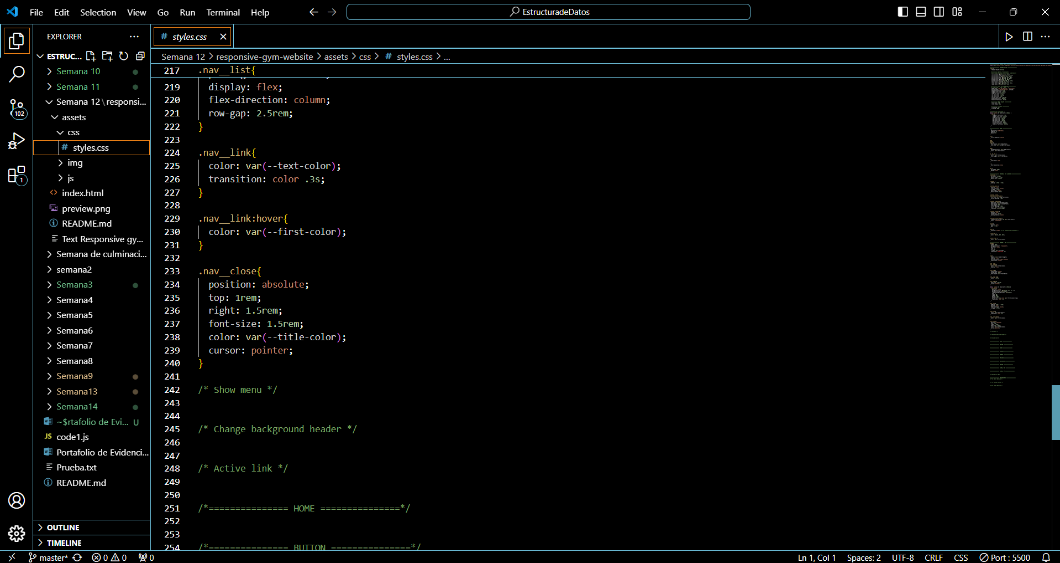 File Edit Selection View Go Run Terminal Help
EstructuradeDatos
EXPLORER
ESTRUC...
Semana 10
Semana 11
Semana 12 \ responsi...
assets
css
# styles.css
img
js
<> index.html
preview.png
README.md
Text Responsive gy...
Semana de culminaci...
semana2
Semana3
Semana4
Semana5
Semana6
Semana7
Semana8
Semana9
Semana13
Semana14
~$rtafolio de Evi... U
JS code1.js
Portafolio de Evidenci...
Prueba.txt
README.md
OUTLINE
TIMELINE
102
1
# styles.css
Semana 12 > responsive-gym-website > assets > css > # styles.css > ...
217 .nav__list{
219 display: flex;
220 flex-direction: column;
221 row-gap: 2.5rem;
222 }
223
224 .nav__link{
225 color: var(--text-color);
226 transition: color .3s;
227 }
228
229 .nav__link:hover{
230 color: var(--first-color);
231 }
232
233 .nav__close{
234 position: absolute;
235 top: 1rem;
236 right: 1.5rem;
237 font-size: 1.5rem;
238 color: var(--title-color);
239 cursor: pointer;
240 }
241
242 /* Show menu */
243
244
245 /* Change background header */
246
247
248 /* Active link */
249
250
251 /*=============== HOME ===============*/
252
253
254 /*=============== BUTTON ===============*/
master* 0 0 0
Ln 1, Col 1 Spaces: 2 UTF-8 CRLF CSS Port : 5500